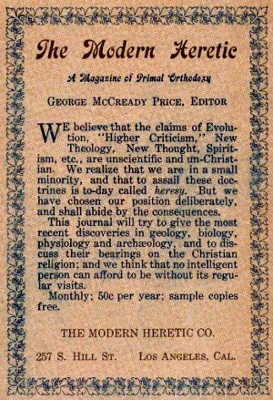 The Modern Heretic
A Magazine of Primal Orthodoxy
GEORGE MCCREADY PRICE, EDITOR
WE believe that the claims of Evolu-
tion, "Higher Criticism," New
Theology, New Thought, Spirit-
ism, etc., are unscientific and un-Christ-
ian. We realize that we are in a small
minority, and that to assail these doc-
trines is to-day called heresy. But we
have chosen our position deliberately,
and shall abide by the consequences.
This journal will try to give the most
recent discoveries in geology, biology,
physiology and archæology, and to dis-
cuss their bearings on the Christian
religion; and we think that no intelligent
person can afford to be without its regu-
lar visits.
Monthly; 50c per year; sample copies
free.
THE MODERN HERETIC CO.
257 S. HILL ST. LOS ANGELES, CAL.